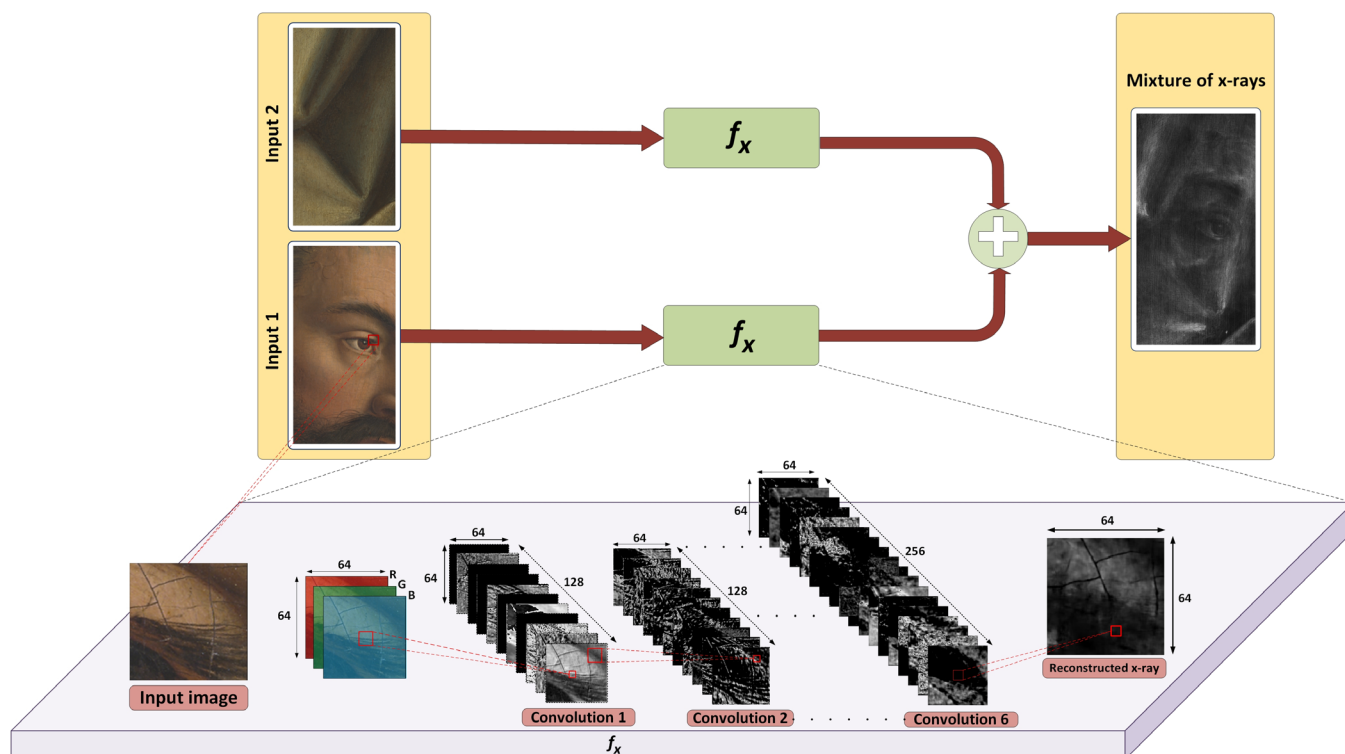 Input 2
f_x
Mixture of x-rays
Input 1
f_x
64
64
256
64
64
128
64
64
128
64
64
R
G
B
64
64
Input image
Convolution 1
Convolution 2
Convolution 6
Reconstructed x-ray
f_x